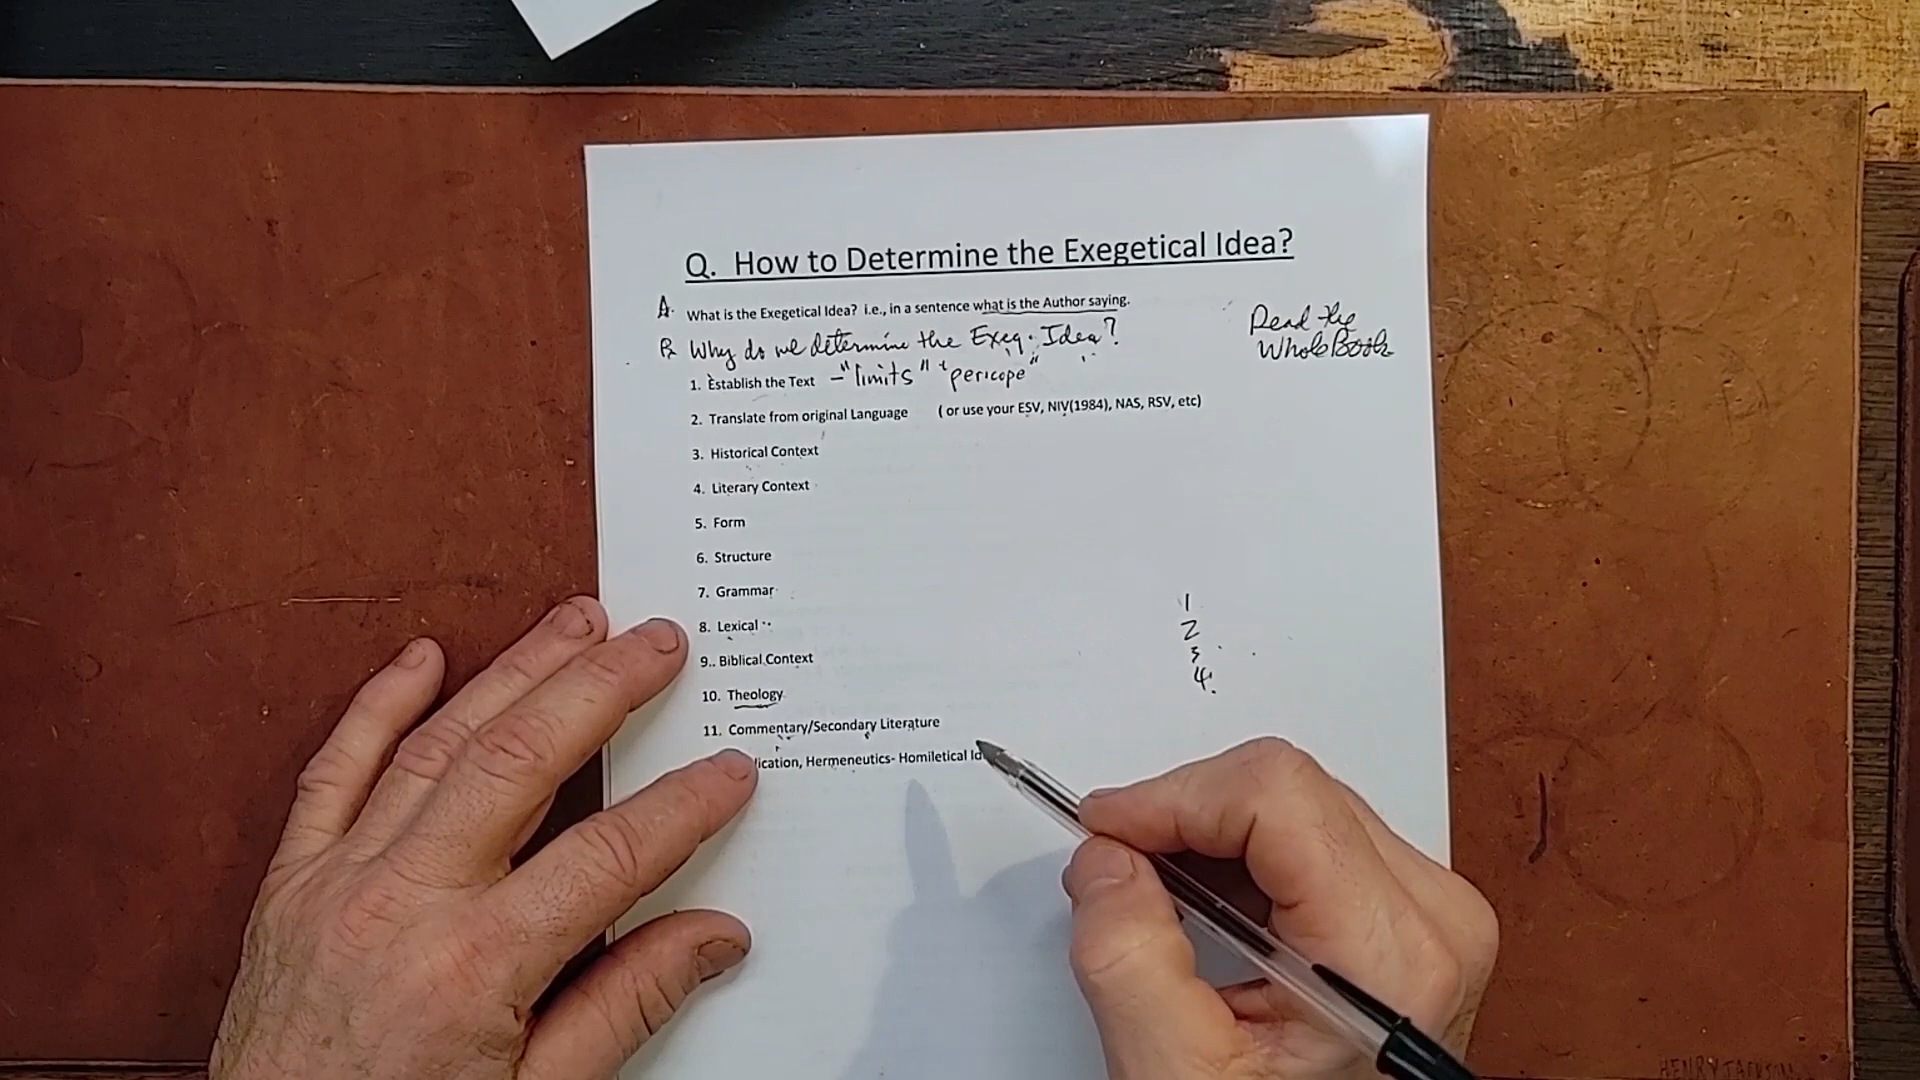 Q. How to Determine the Exegetical Idea?
A. What is the Exegetical Idea? i.e., in a sentence what is the Author saying.
B. Why do we determine the Exeg. Idea?
Read the
Whole Book
1. Establish the Text - "limits" + "pericope"
2. Translate from original Language ( or use your ESV, NIV(1984), NAS, RSV, etc)
3. Historical Context
4. Literary Context
5. Form
6. Structure
7. Grammar
8. Lexical
9.. Biblical Context
10. Theology
11. Commentary/Secondary Literature
lication, Hermeneutics- Homiletical Id
1
2
3
4.
HENRY JACKSON